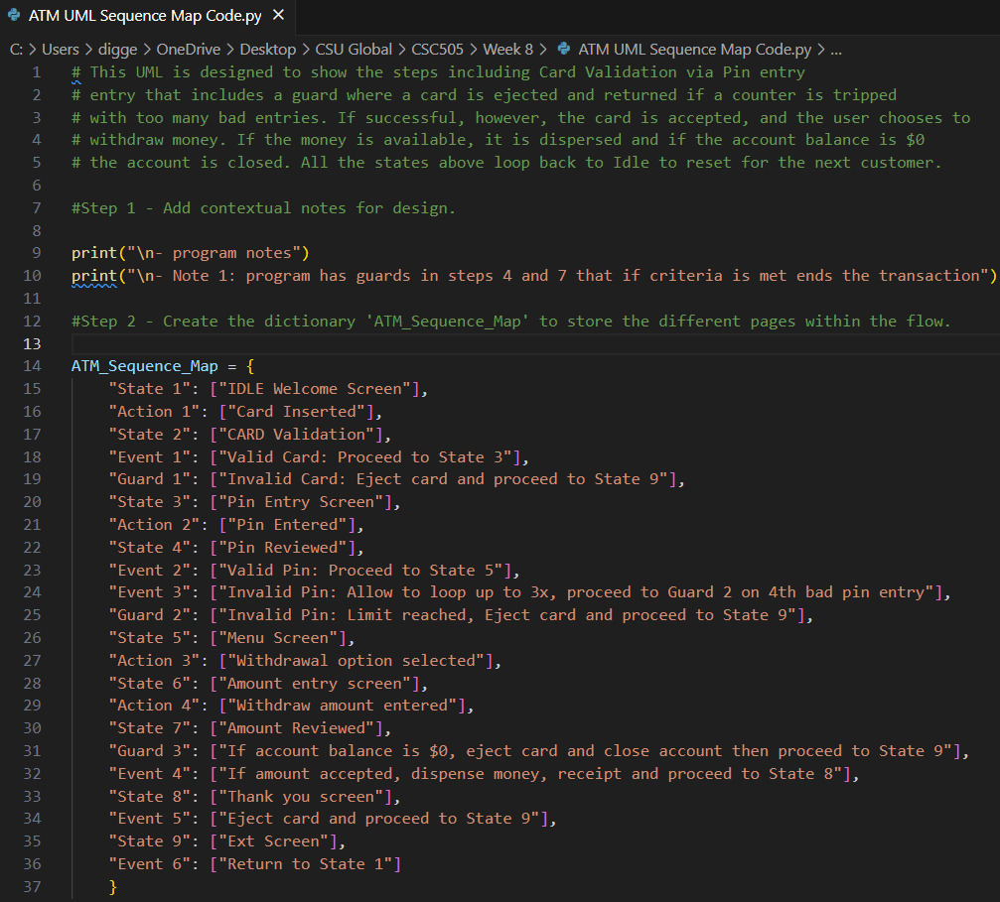 ATM UML Sequence Map Code.py ×
C: > Users > digge > OneDrive > Desktop > CSU Global > CSC505 > Week 8 > ATM UML Sequence Map Code.py > ...
1 # This UML is designed to show the steps including Card Validation via Pin entry
2 # entry that includes a guard where a card is ejected and returned if a counter is tripped
3 # with too many bad entries. If successful, however, the card is accepted, and the user chooses to
4 # withdraw money. If the money is available, it is dispersed and if the account balance is $0
5 # the account is closed. All the states above loop back to Idle to reset for the next customer.
6
7 #Step 1 - Add contextual notes for design.
8
9 print("\n- program notes")
10 print("\n- Note 1: program has guards in steps 4 and 7 that if criteria is met ends the transaction")
11
12 #Step 2 - Create the dictionary 'ATM_Sequence_Map' to store the different pages within the flow.
13
14 ATM_Sequence_Map = {
15 "State 1": ["IDLE Welcome Screen"],
16 "Action 1": ["Card Inserted"],
17 "State 2": ["CARD Validation"],
18 "Event 1": ["Valid Card: Proceed to State 3"],
19 "Guard 1": ["Invalid Card: Eject card and proceed to State 9"],
20 "State 3": ["Pin Entry Screen"],
21 "Action 2": ["Pin Entered"],
22 "State 4": ["Pin Reviewed"],
23 "Event 2": ["Valid Pin: Proceed to State 5"],
24 "Event 3": ["Invalid Pin: Allow to loop up to 3x, proceed to Guard 2 on 4th bad pin entry"],
25 "Guard 2": ["Invalid Pin: Limit reached, Eject card and proceed to State 9"],
26 "State 5": ["Menu Screen"],
27 "Action 3": ["Withdrawal option selected"],
28 "State 6": ["Amount entry screen"],
29 "Action 4": ["Withdraw amount entered"],
30 "State 7": ["Amount Reviewed"],
31 "Guard 3": ["If account balance is $0, eject card and close account then proceed to State 9"],
32 "Event 4": ["If amount accepted, dispense money, receipt and proceed to State 8"],
33 "State 8": ["Thank you screen"],
34 "Event 5": ["Eject card and proceed to State 9"],
35 "State 9": ["Ext Screen"],
36 "Event 6": ["Return to State 1"]
37 }